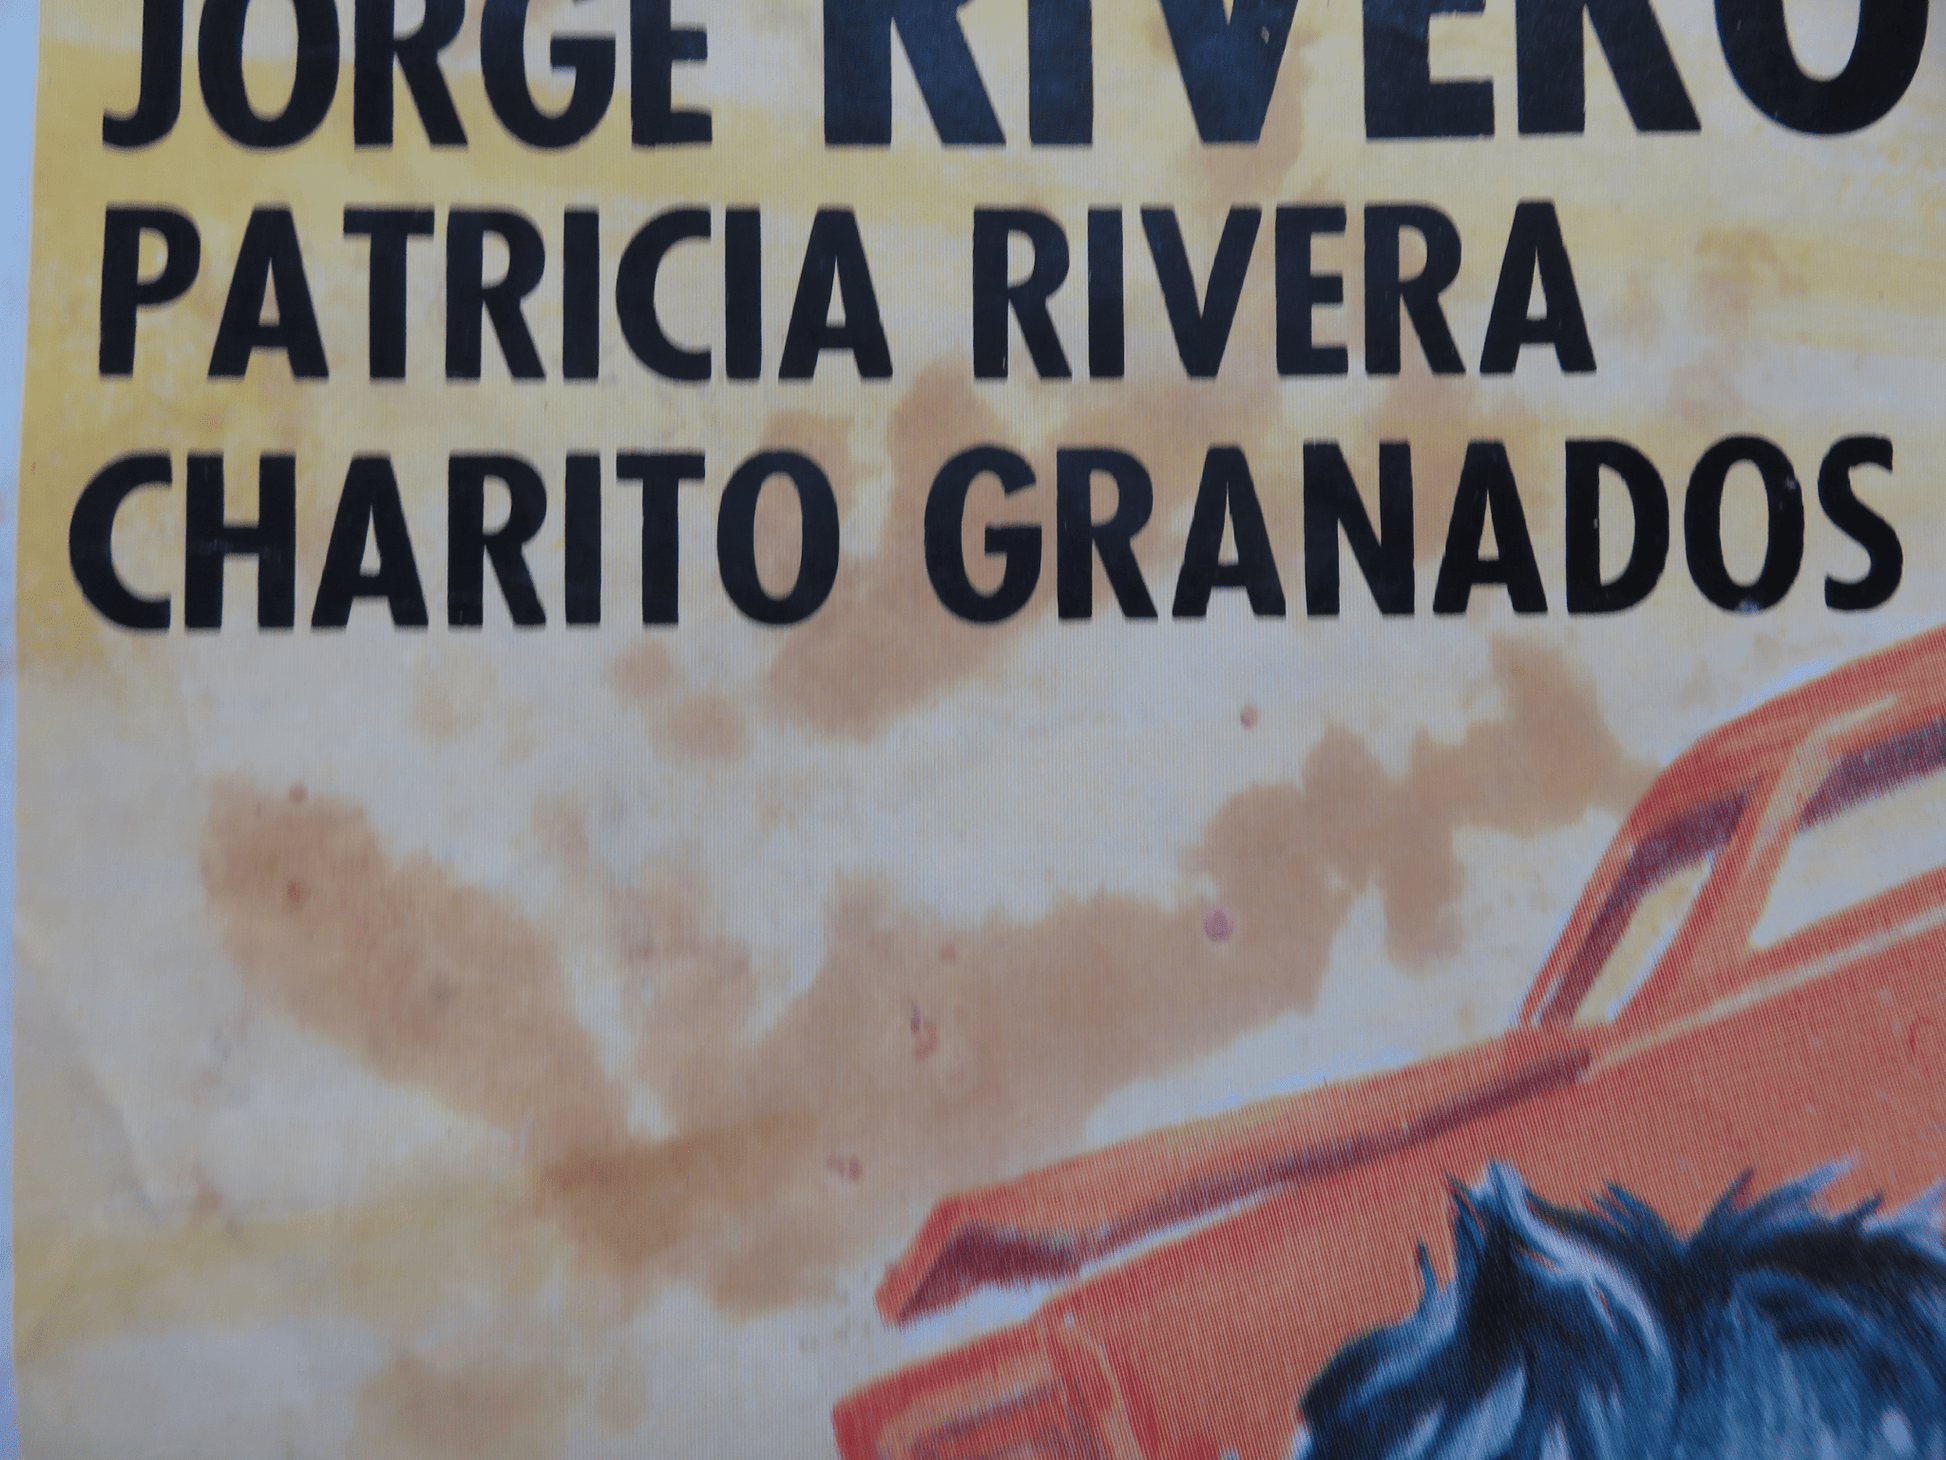 JORGE RIVERO
PATRICIA RIVERA
CHARITO GRANADOS